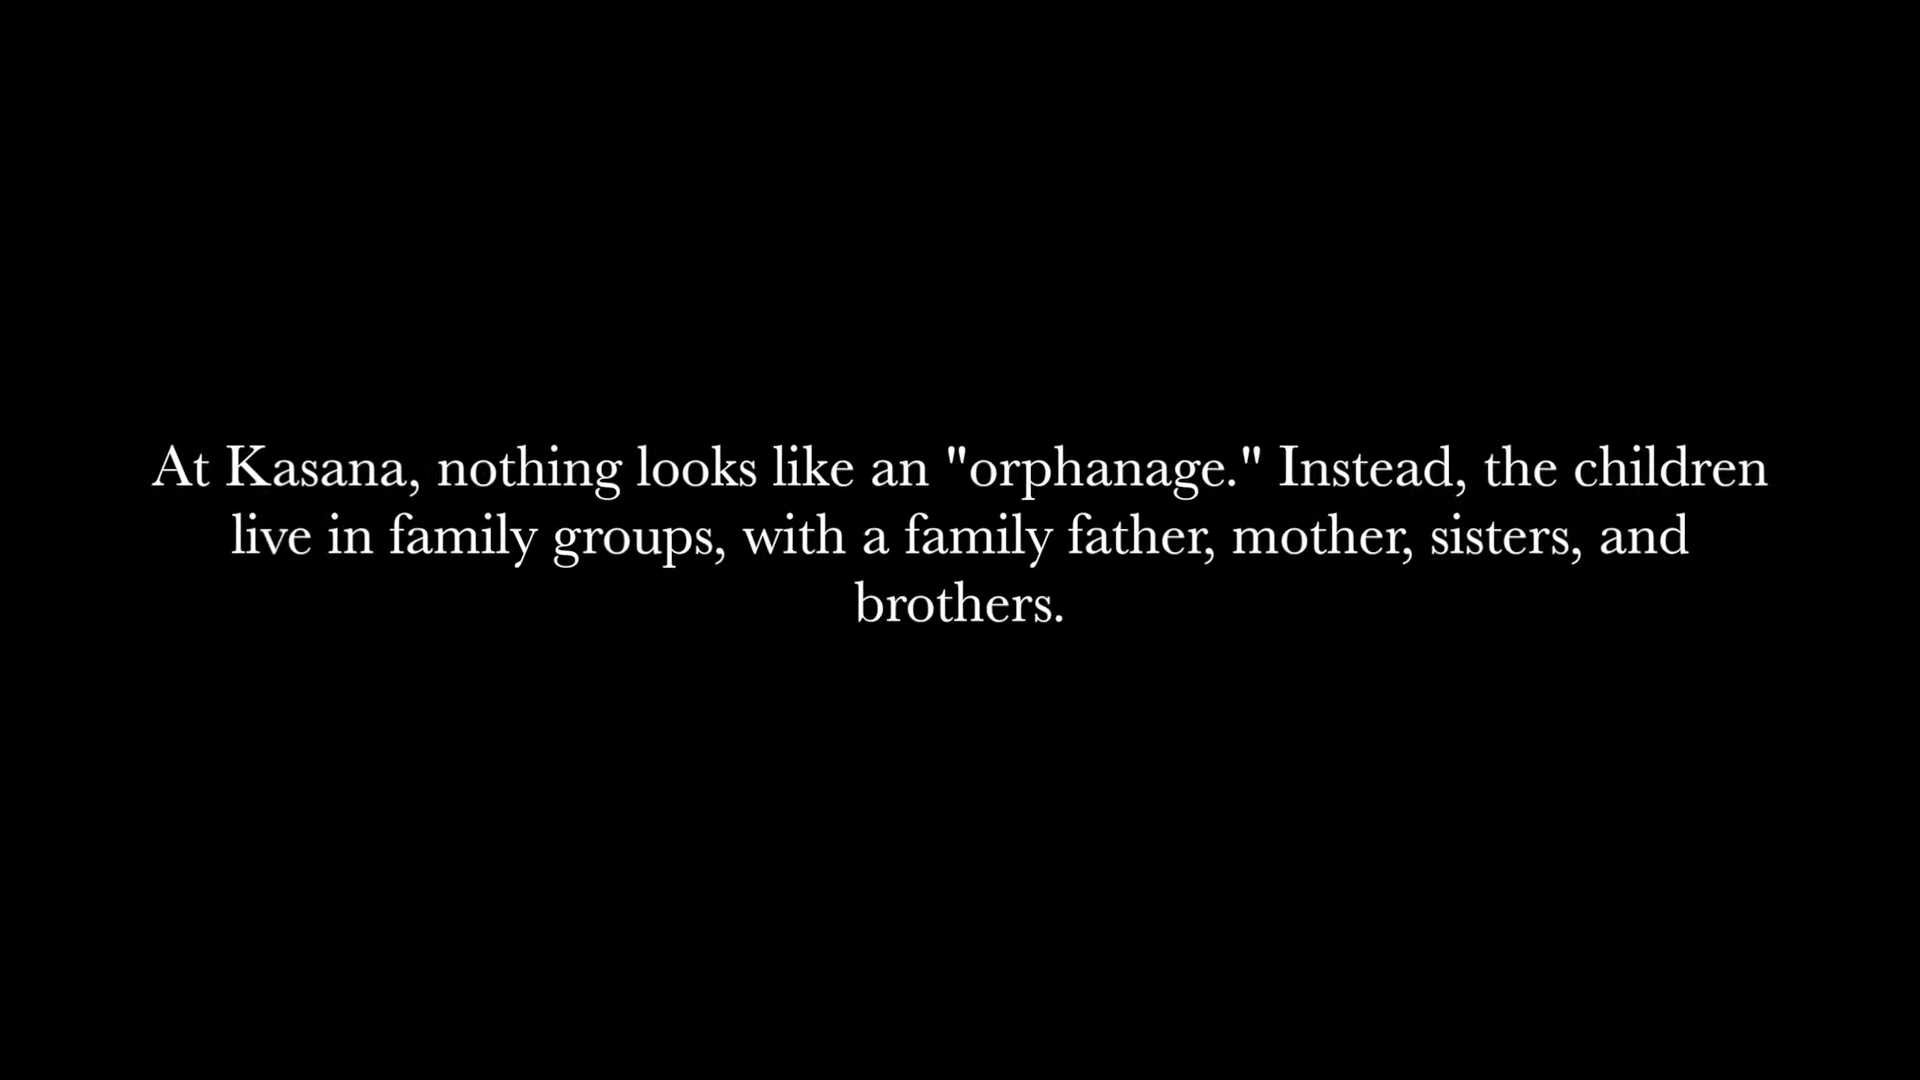 At Kasana, nothing looks like an "orphanage." Instead, the children
live in family groups, with a family father, mother, sisters, and
brothers.